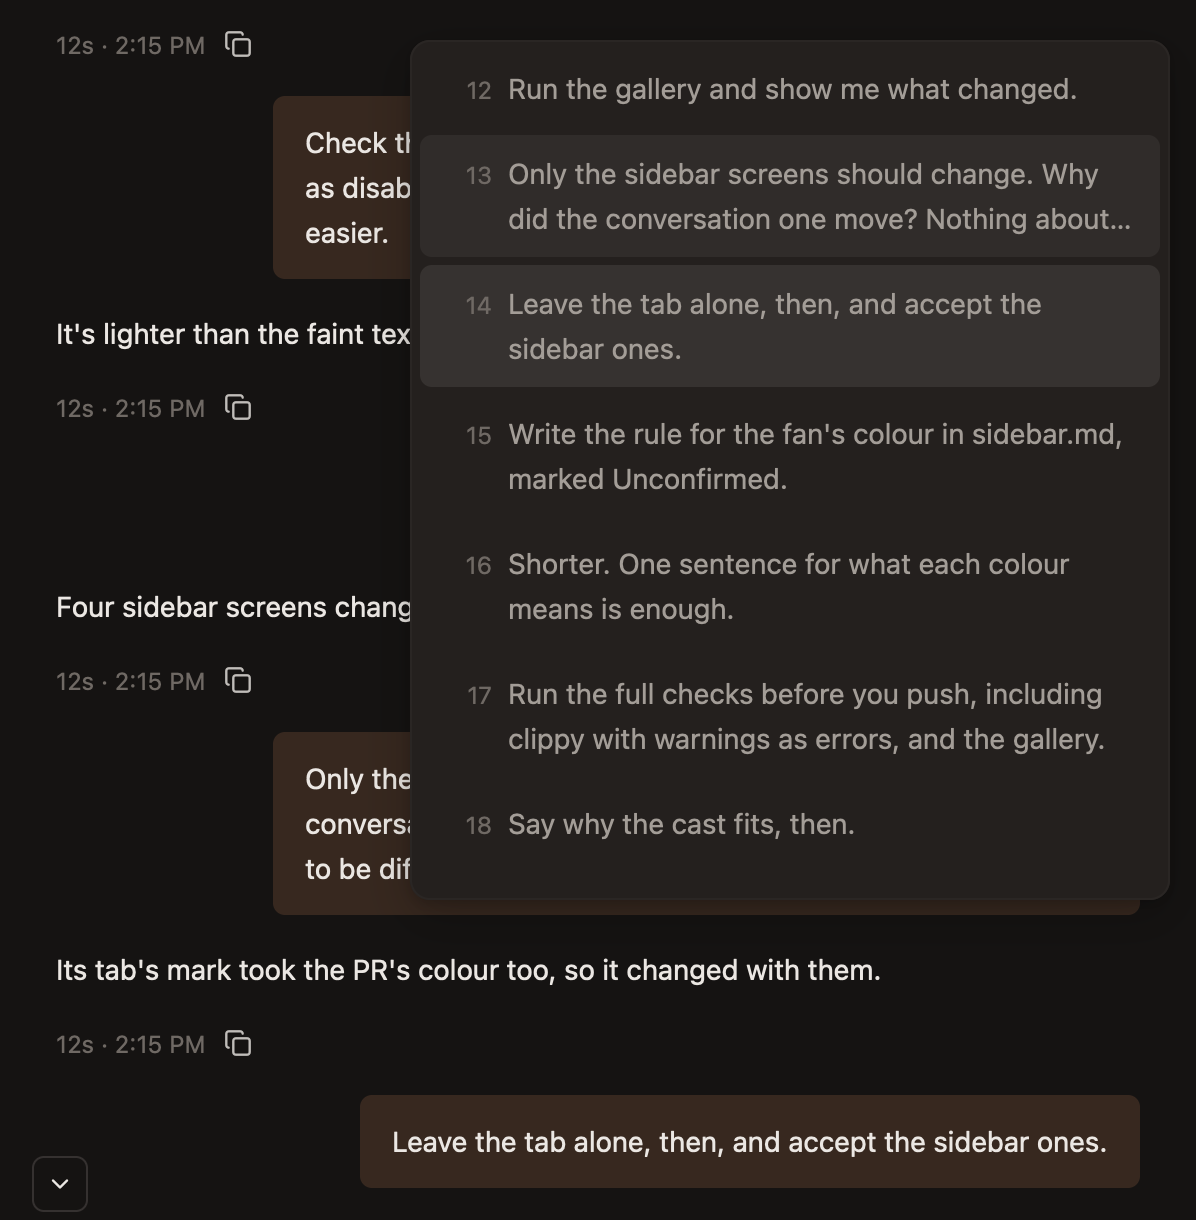 12s · 2:15 PM
Check th
as disab
easier.
It's lighter than the faint tex
12s · 2:15 PM
Four sidebar screens chang
12s · 2:15 PM
Only the
conversa
to be dif
12 Run the gallery and show me what changed.
13 Only the sidebar screens should change. Why
did the conversation one move? Nothing about...
14 Leave the tab alone, then, and accept the
sidebar ones.
15 Write the rule for the fan's colour in sidebar.md,
marked Unconfirmed.
16 Shorter. One sentence for what each colour
means is enough.
17 Run the full checks before you push, including
clippy with warnings as errors, and the gallery.
18 Say why the cast fits, then.
Its tab's mark took the PR's colour too, so it changed with them.
12s · 2:15 PM
Leave the tab alone, then, and accept the sidebar ones.